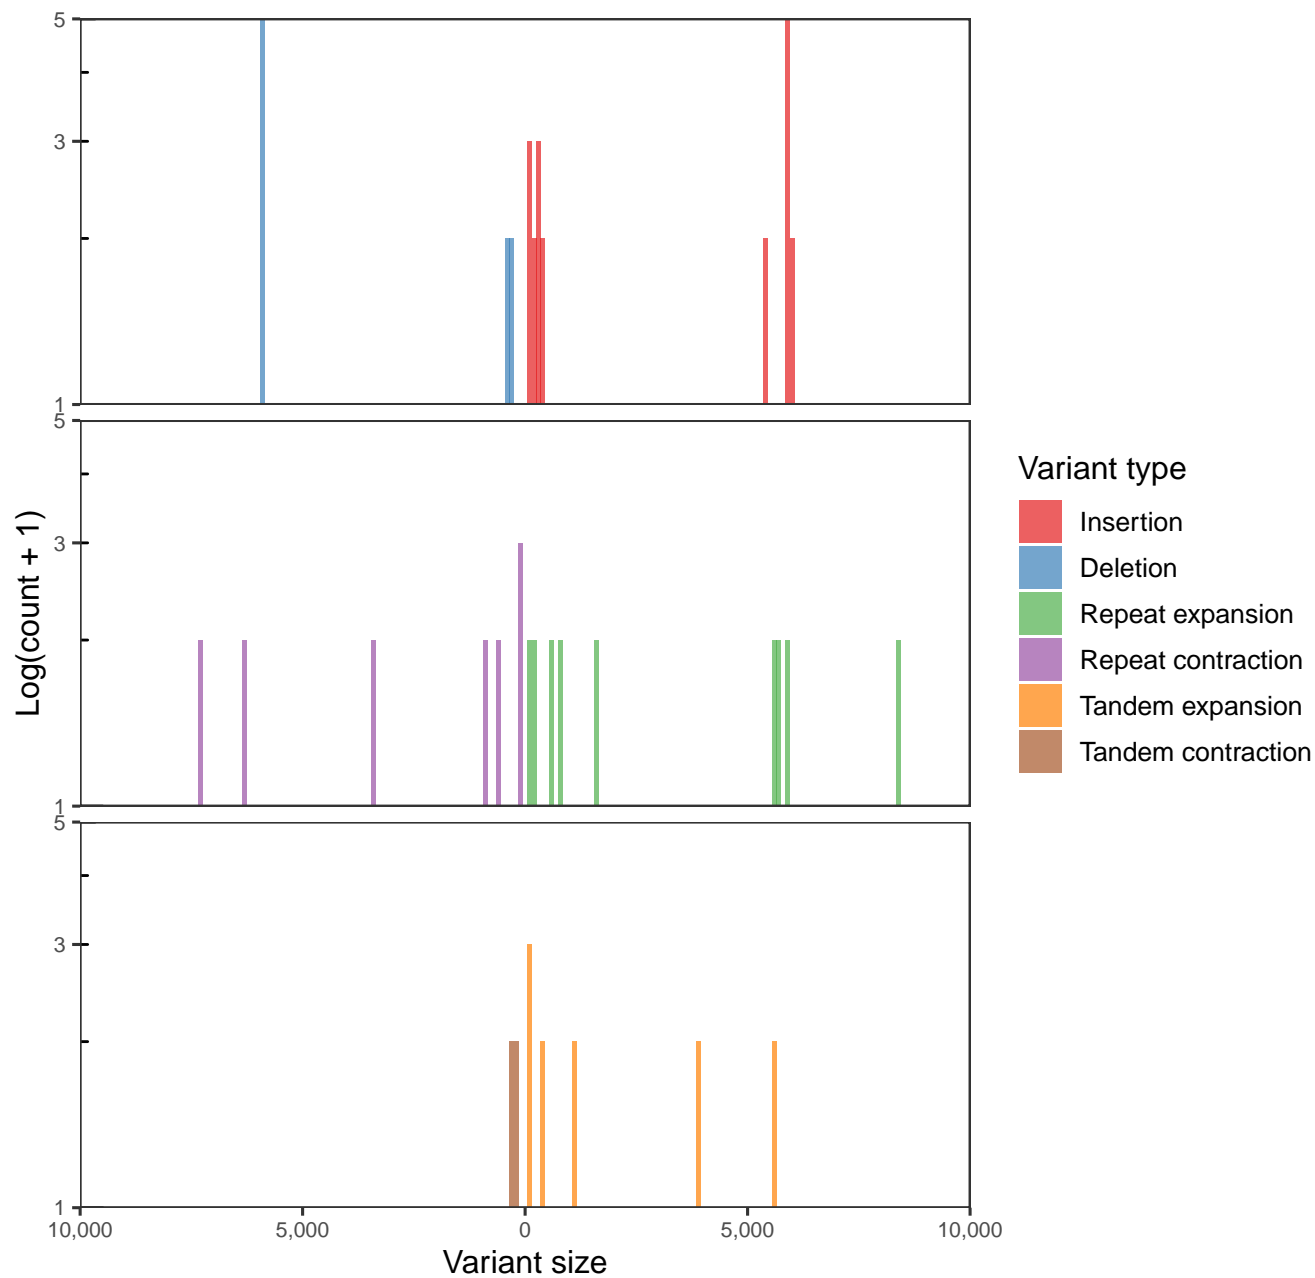 5
3
1
5
3
1
5
3
1
Log(count + 1)
10,000 5,000 0 5,000 10,000
Variant size
Variant type
Insertion
Deletion
Repeat expansion
Repeat contraction
Tandem expansion
Tandem contraction